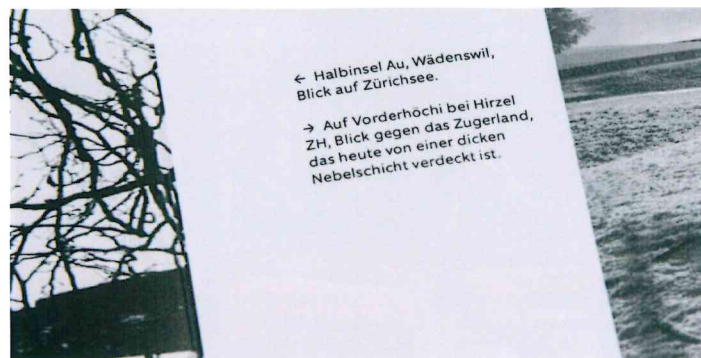 ← Halbinsel Au, Wädenswil,
Blick auf Zürichsee.
→ Auf Vorderhöchi bei Hirzel
ZH, Blick gegen das Zugerland,
das heute von einer dicken
Nebelschicht verdeckt ist.